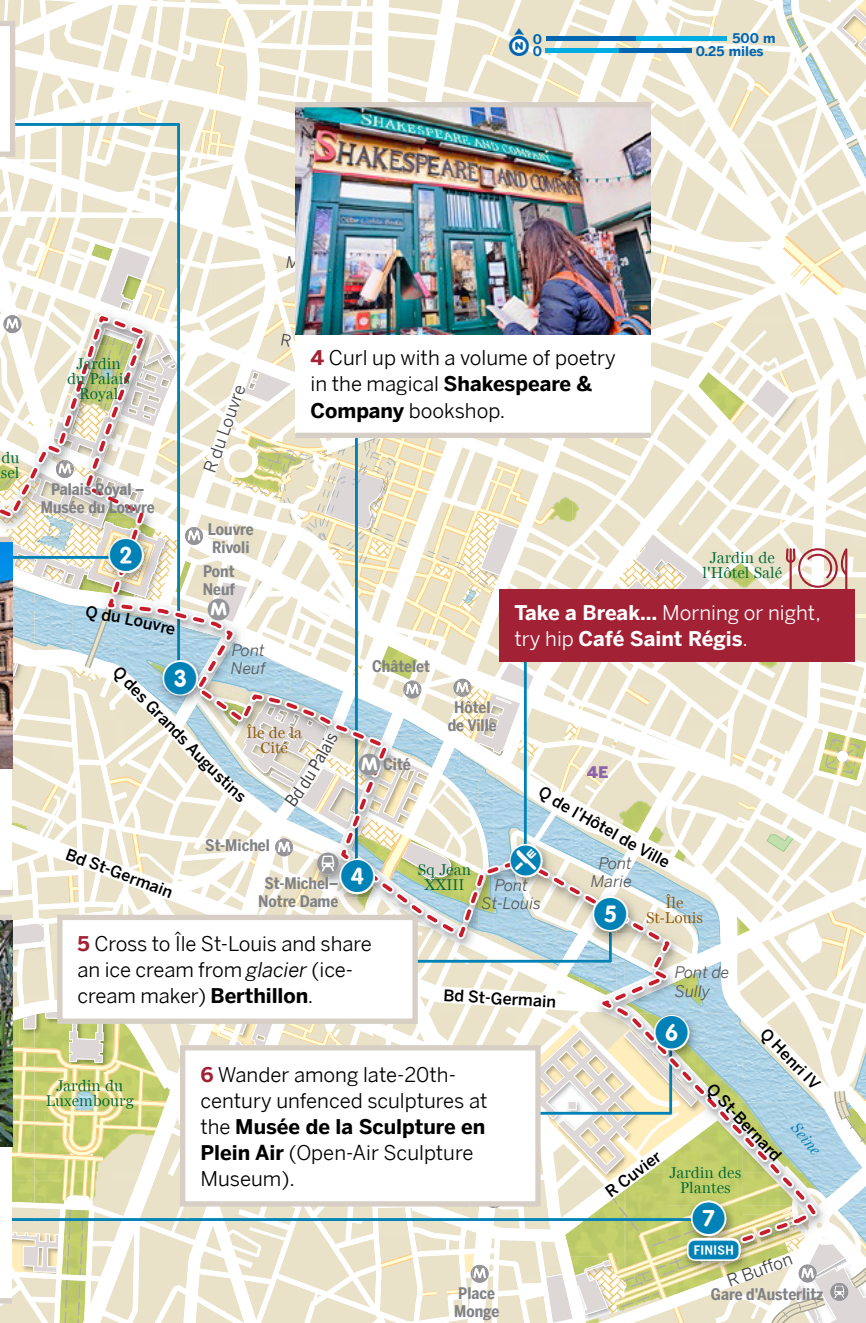 N
0 500 m
0 0.25 miles
SHAKESPEARE AND COMPANY
SHAKESPEARE AND COMPANY
4 Curl up with a volume of poetry
in the magical Shakespeare &
Company bookshop.
M
M
R
R du Louvre
Jardin
du Palais
Royal
du
sel
M
Palais Royal –
Musée du Louvre
M
Louvre
Rivoli
2
Pont
Neuf
M
Jardin de
l'Hôtel Salé
Take a Break... Morning or night,
try hip Café Saint Régis.
Q du Louvre
Pont
Neuf
3
Châtelet
M
M
Hôtel
de Ville
Q des Grands Augustins
Île de la
Cité
Bd du Palais
M Cité
4E
Q de l'Hôtel de Ville
St-Michel M
Bd St-Germain
St-Michel–
Notre Dame
4
Sq Jean
XXIII
Pont
St-Louis
Pont
Marie
5
Île
St-Louis
5 Cross to Île St-Louis and share
an ice cream from glacier (ice-
cream maker) Berthillon.
Pont de
Sully
Bd St-Germain
6
Q Henri IV
6 Wander among late-20th-
century unfenced sculptures at
the Musée de la Sculpture en
Plein Air (Open-Air Sculpture
Museum).
Jardin du
Luxembourg
Q St-Bernard
Seine
R Cuvier
Jardin des
Plantes
7
FINISH
R Buffon
M
Place
Monge
M
Gare d'Austerlitz